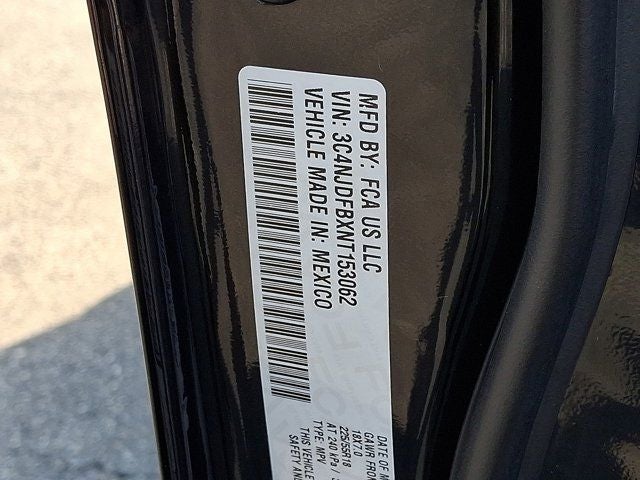 MFD BY: FCA US LLC
VIN: 3C4NJDFBXNT153062
VEHICLE MADE IN: MEXICO
DATE OF M
GAWR FRON
18X7.0
225/55R18
AT 240 kPa /
TYPE: MPV
THIS VEHICLE
SAFETY AN